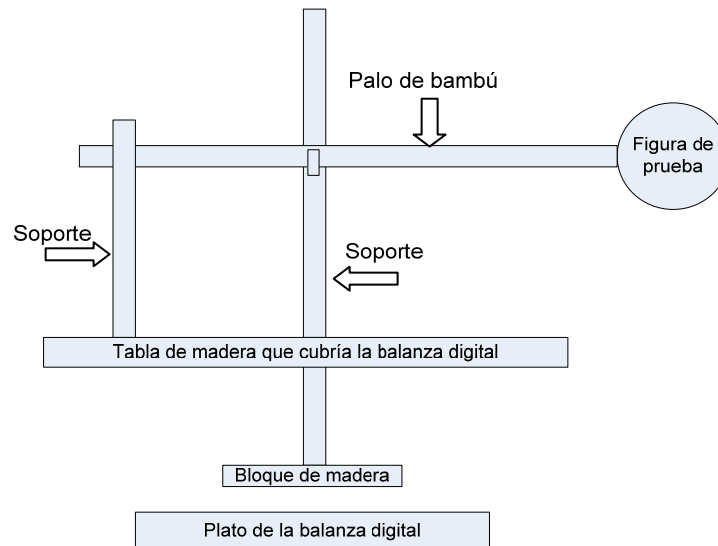 Palo de bambú
Figura de
prueba
Soporte
Soporte
Tabla de madera que cubría la balanza digital
Bloque de madera
Plato de la balanza digital